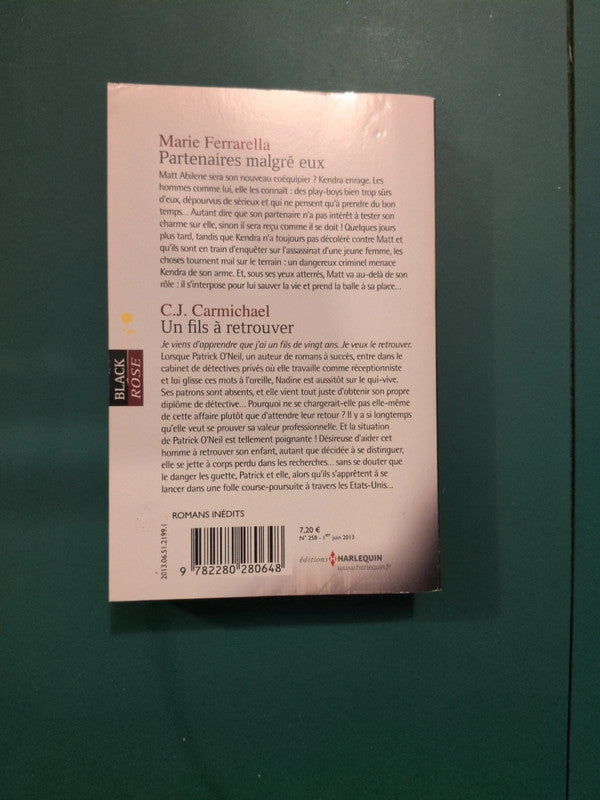 Marie Ferrarella
Partenaires malgré eux
Matt Abilene sera son nouveau coéquipier ? Kendra enrage. Les
hommes comme lui, elle les connaît : des play-boys bien trop sûrs
d'eux, dépourvus de sérieux et qui ne pensent qu'à prendre du bon
temps... Autant dire que son partenaire n'a pas intérêt à tester son
charme sur elle, sinon il sera reçu comme il se doit ! Quelques jours
plus tard, tandis que Kendra n'a toujours pas décoléré contre Matt et
qu'ils sont en train d'enquêter sur l'assassinat d'une jeune femme, les
choses tournent mal sur le terrain : un dangereux criminel menace
Kendra de son arme. Et, sous ses yeux atterrés, Matt va au-delà de son
rôle : il s'interpose pour lui sauver la vie et prend la balle à sa place...
C.J. Carmichael
Un fils à retrouver
Je viens d'apprendre que j'ai un fils de vingt ans. Je veux le retrouver.
Lorsque Patrick O'Neil, un auteur de romans à succès, entre dans le
cabinet de détectives privés où elle travaille comme réceptionniste
et lui glisse ces mots à l'oreille, Nadine est aussitôt sur le qui-vive.
Ses patrons sont absents, et elle vient tout juste d'obtenir son propre
diplôme de détective... Pourquoi ne se chargerait-elle pas elle-même
de cette affaire plutôt que d'attendre leur retour ? Il y a si longtemps
qu'elle veut se prouver sa valeur professionnelle. Et la situation
de Patrick O'Neil est tellement poignante ! Désireuse d'aider cet
homme à retrouver son enfant, autant que décidée à se distinguer,
elle se jette à corps perdu dans les recherches... sans se douter que
le danger les guette, Patrick et elle, alors qu'ils s'apprêtent à se
lancer dans une folle course-poursuite à travers les Etats-Unis...
BLACK
ROSE
ROMANS INÉDITS
2013.06.51.2199.1
9 782280 280648
7,20 €
N° 258 - 1er juin 2013
éditions HARLEQUIN
www.harlequin.fr